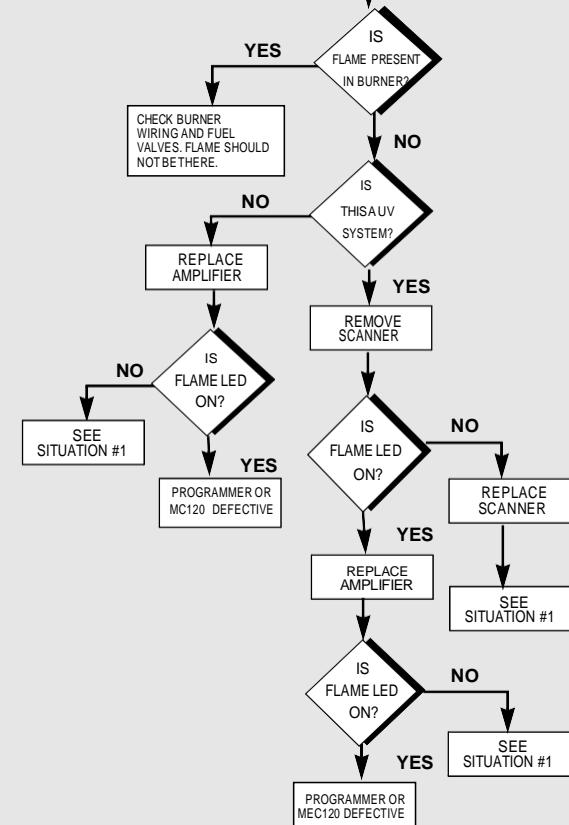 IS
FLAME PRESENT
IN BURNER?
YES
CHECK BURNER
WIRING AND FUEL
VALVES. FLAME SHOULD
NOT BE THERE.
NO
IS
THIS A UV
SYSTEM?
NO
REPLACE
AMPLIFIER
YES
REMOVE
SCANNER
IS
FLAME LED
ON?
NO
SEE
SITUATION #1
YES
PROGRAMMER OR
MC120 DEFECTIVE
IS
FLAME LED
ON?
NO
REPLACE
SCANNER
SEE
SITUATION #1
YES
REPLACE
AMPLIFIER
IS
FLAME LED
ON?
NO
SEE
SITUATION #1
YES
PROGRAMMER OR
MEC120 DEFECTIVE